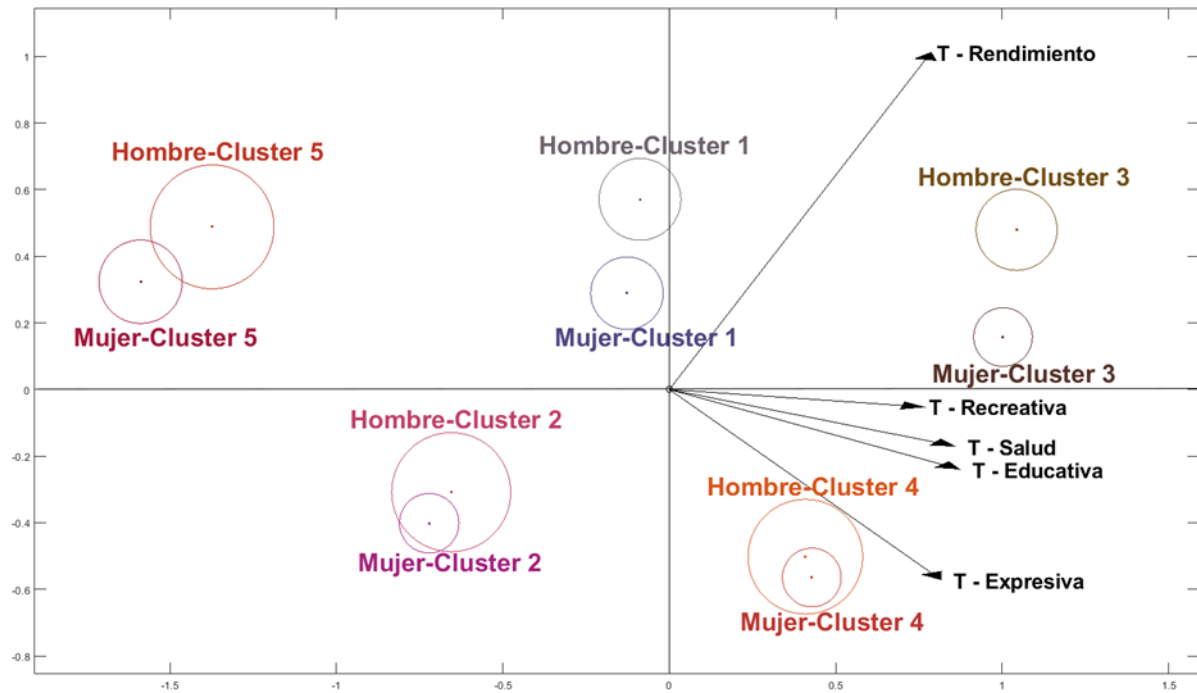 1
T - Rendimiento
0.8
Hombre-Cluster 5
Hombre-Cluster 1
Hombre-Cluster 3
0.6
0.4
0.2
Mujer-Cluster 5
Mujer-Cluster 1
Mujer-Cluster 3
0
T - Recreativa
Hombre-Cluster 2
T - Salud
T - Educativa
-0.2
Hombre-Cluster 4
-0.4
Mujer-Cluster 2
T - Expresiva
-0.6
Mujer-Cluster 4
-0.8
-1.5 -1 -0.5 0 0.5 1 1.5